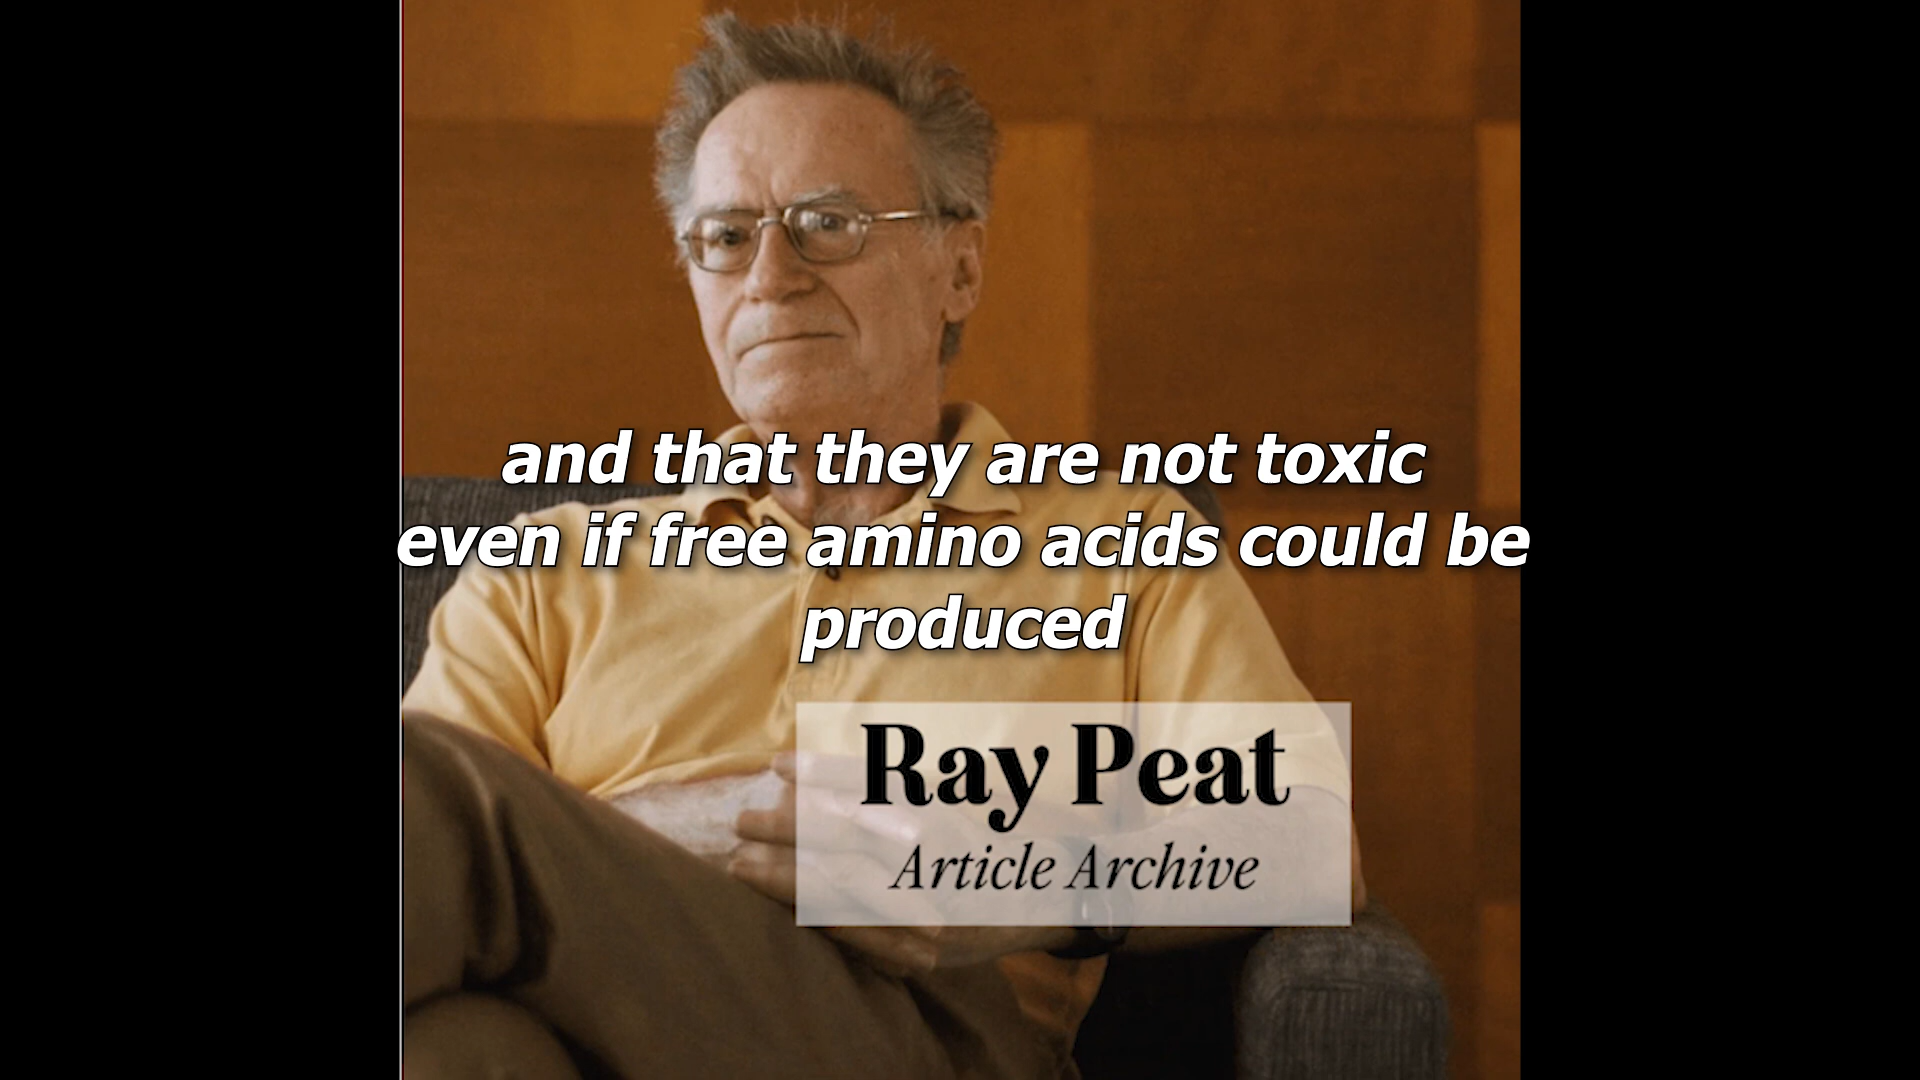 and that they are not toxic
even if free amino acids could be
produced
Ray Peat
Article Archive